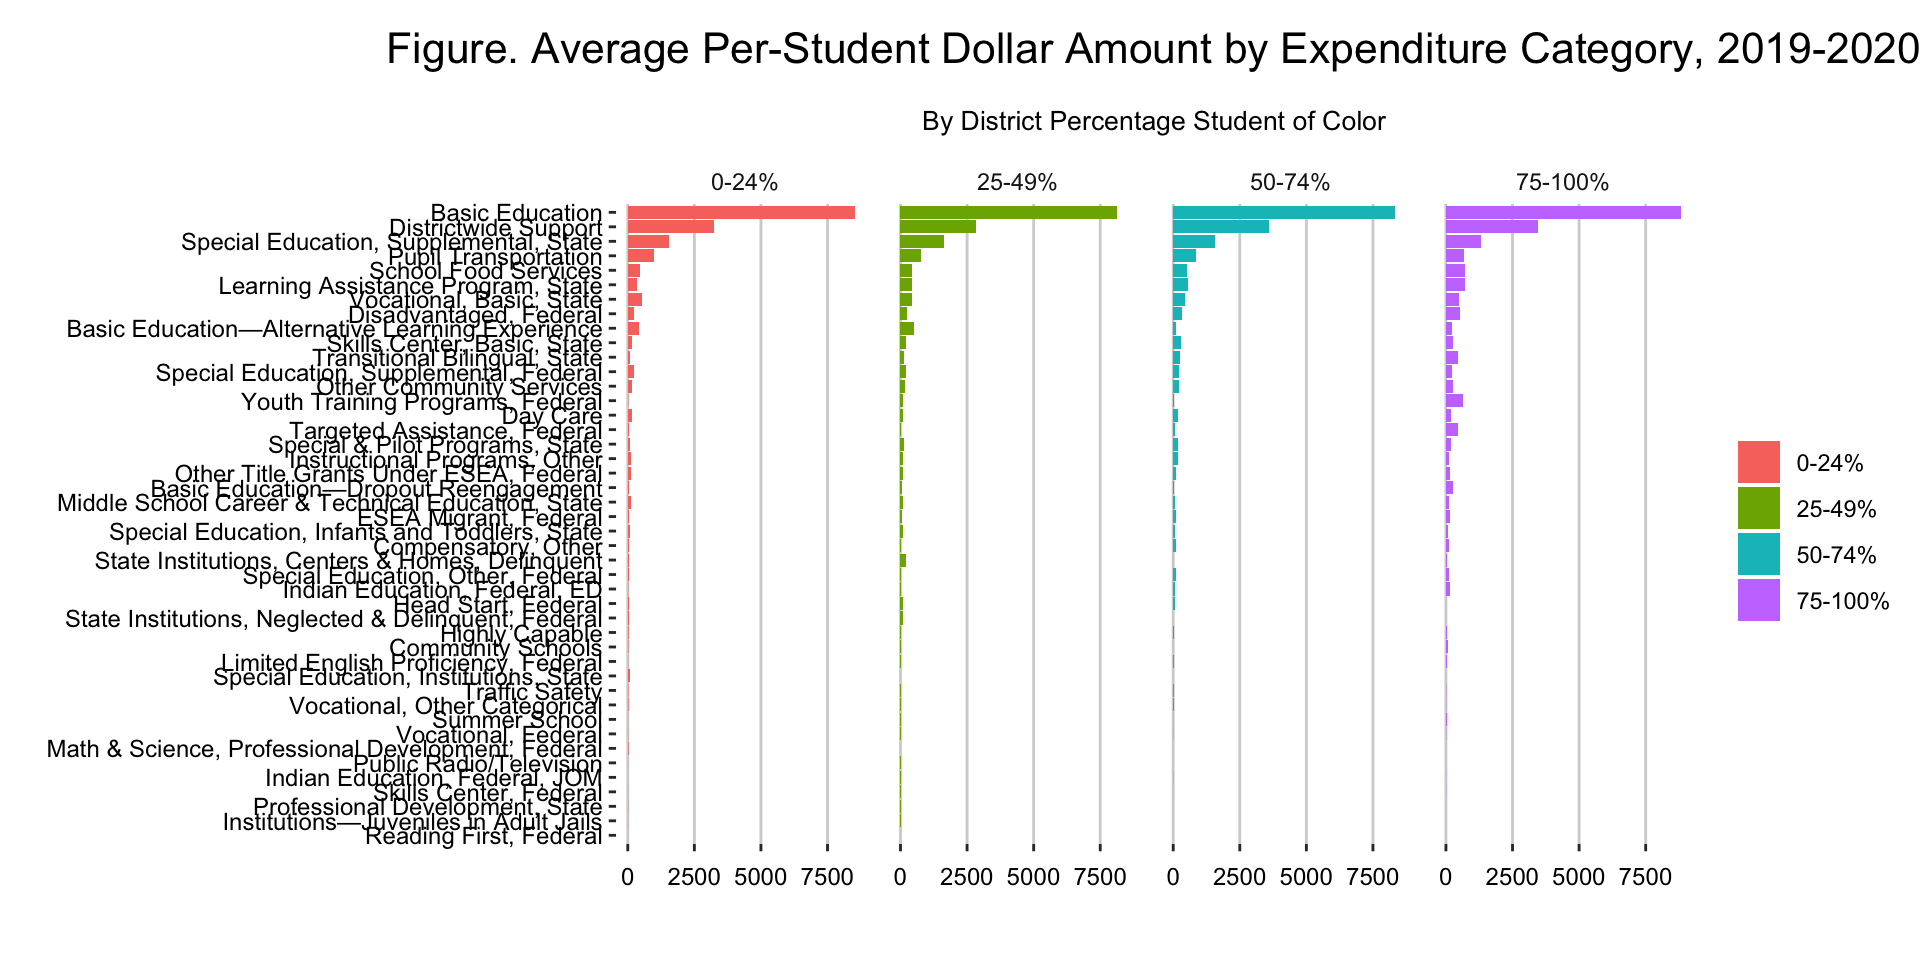 Figure. Average Per-Student Dollar Amount by Expenditure Category, 2019-2020
By District Percentage Student of Color
0-24% 25-49% 50-74% 75-100%
Basic Education
Districtwide Support
Special Education, Supplemental, State
Pupil Transportation
School Food Services
Learning Assistance Program, State
Vocational, Basic, State
Disadvantaged, Federal
Basic Education—Alternative Learning Experience
Skills Center, Basic, State
Transitional Bilingual, State
Special Education, Supplemental, Federal
Other Community Services
Youth Training Programs, Federal
Day Care
Targeted Assistance, Federal
Special & Pilot Programs, State
Instructional Programs, Other
Other Title Grants Under ESEA, Federal
Basic Education—Dropout Reengagement
Middle School Career & Technical Education, State
ESEA Migrant, Federal
Special Education, Infants and Toddlers, State
Compensatory, Other
State Institutions, Centers & Homes, Delinquent
Special Education, Other, Federal
Indian Education, Federal, ED
Head Start, Federal
State Institutions, Neglected & Delinquent, Federal
Highly Capable
Community Schools
Limited English Proficiency, Federal
Special Education, Institutions, State
Traffic Safety
Vocational, Other Categorical
Summer School
Vocational, Federal
Math & Science, Professional Development, Federal
Public Radio/Television
Indian Education, Federal, JOM
Skills Center, Federal
Professional Development, State
Institutions—Juveniles in Adult Jails
Reading First, Federal
0 2500 5000 7500 0 2500 5000 7500 0 2500 5000 7500 0 2500 5000 7500
0-24%
25-49%
50-74%
75-100%